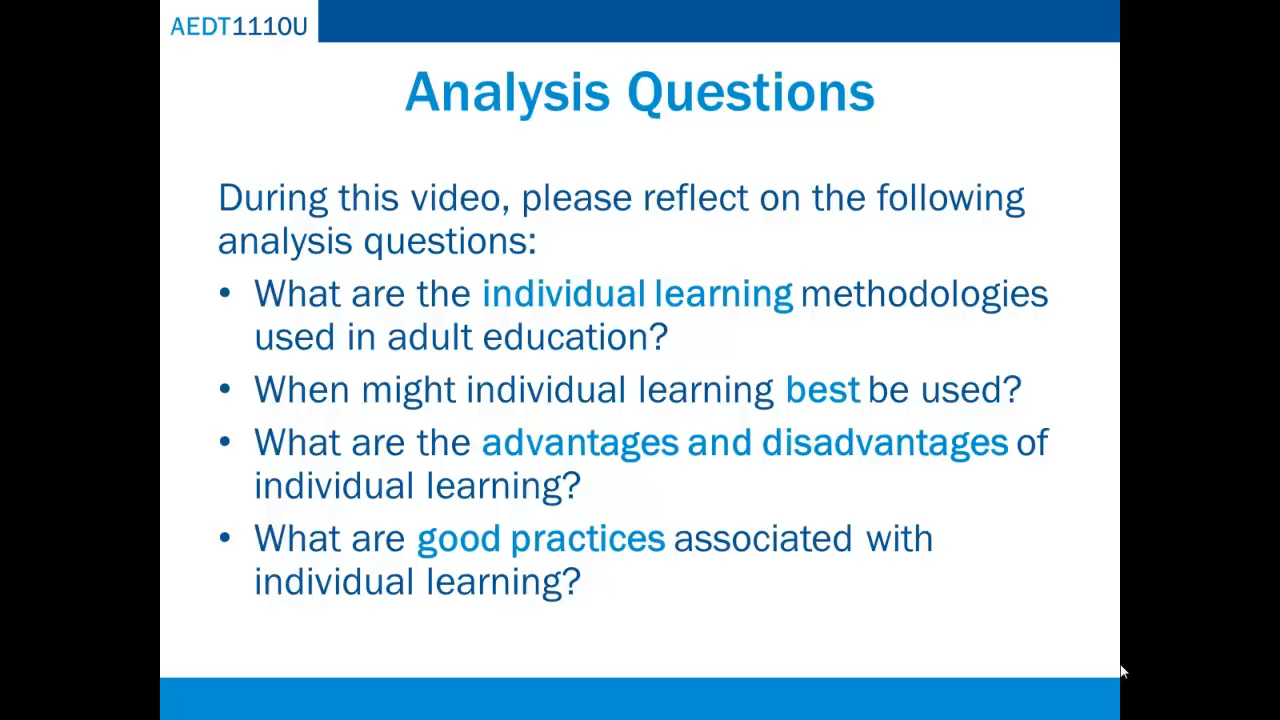 AEDT1110U
Analysis Questions
During this video, please reflect on the following
analysis questions:
• What are the individual learning methodologies
used in adult education?
• When might individual learning best be used?
• What are the advantages and disadvantages of
individual learning?
• What are good practices associated with
individual learning?